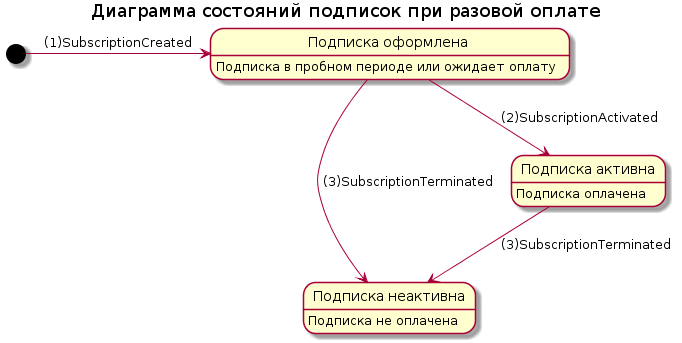 Диаграмма состояний подписок при разовой оплате
(1)SubscriptionCreated
Подписка оформлена
Подписка в пробном периоде или ожидает оплату
(2)SubscriptionActivated
Подписка активна
Подписка оплачена
(3)SubscriptionTerminated
(3)SubscriptionTerminated
Подписка неактивна
Подписка не оплачена